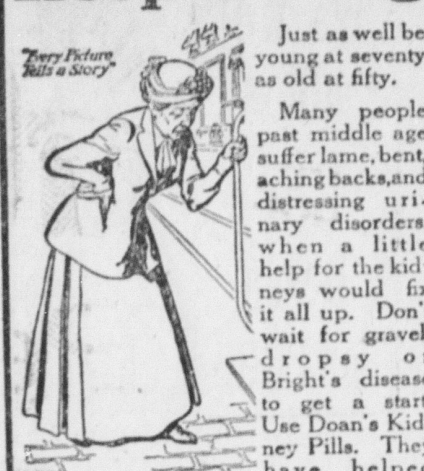 "Every Picture
Tells a Story"
Just as well be
young at seventy
as old at fifty.
Many people
past middle age
suffer lame, bent,
aching backs, and
distressing uri-
nary disorders
when a little
help for the kid-
neys would fix
it all up. Don'
wait for gravel
dropsy or
Bright's disease
to get a start
Use Doan's Kid
ney Pills. They
have helped